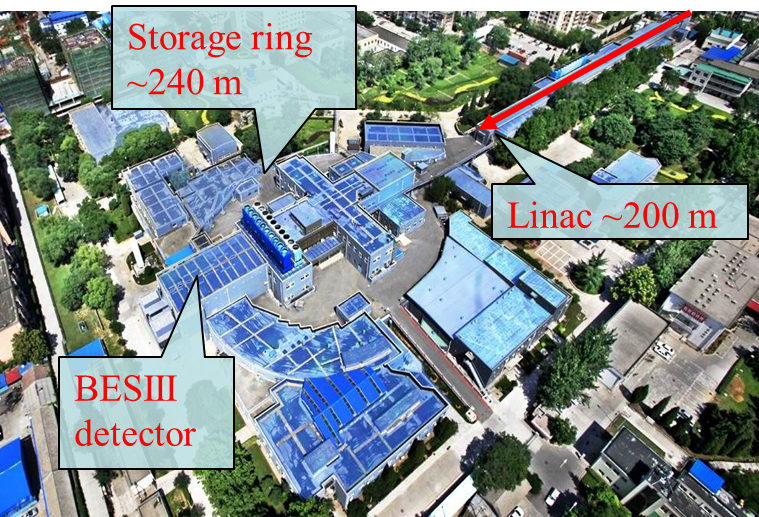 Storage ring
~240 m
Linac ~200 m
BESIII
detector